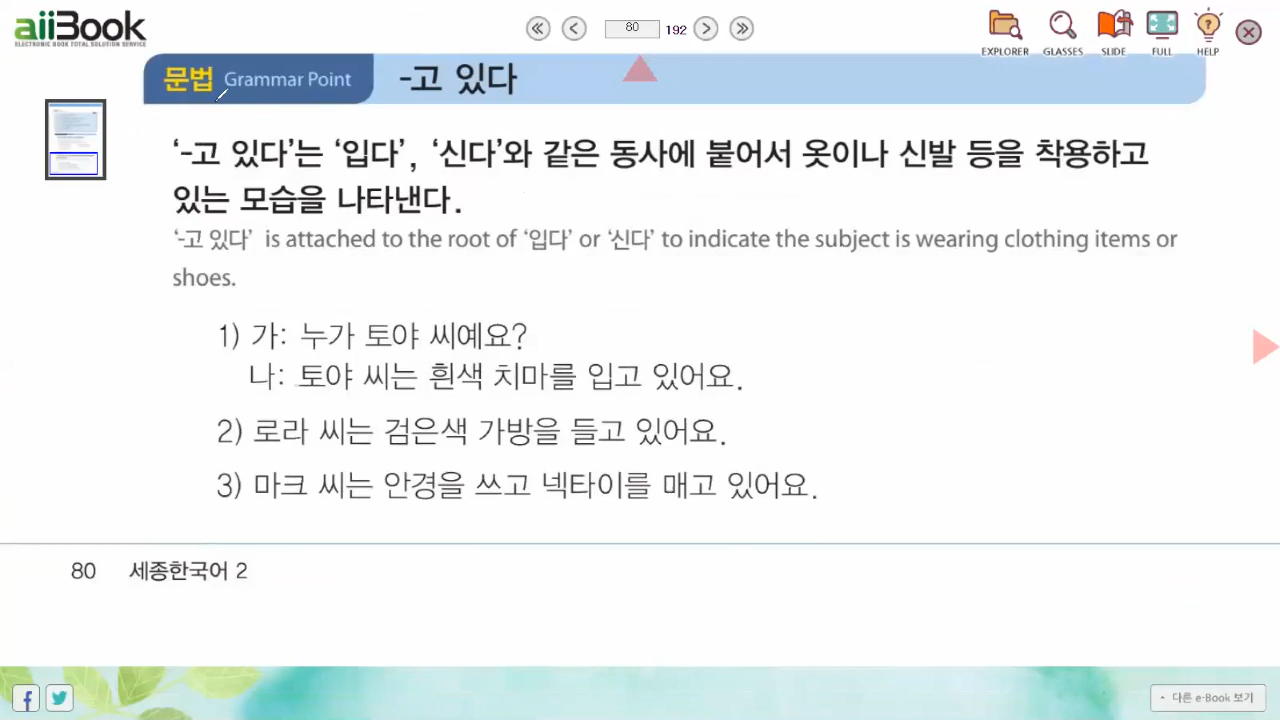 aiiBook
ELECTRONIC BOOK TOTAL SOLUTION SERVICE
80 192
EXPLORER GLASSES SLIDE FULL HELP
문법 Grammar Point -고 있다
‘-고 있다’는 ‘입다’, ‘신다’와 같은 동사에 붙어서 옷이나 신발 등을 착용하고
있는 모습을 나타낸다.
‘-고 있다’ is attached to the root of ‘입다’ or ‘신다’ to indicate the subject is wearing clothing items or
shoes.
1) 가: 누가 토야 씨예요?
나: 토야 씨는 흰색 치마를 입고 있어요.
2) 로라 씨는 검은색 가방을 들고 있어요.
3) 마크 씨는 안경을 쓰고 넥타이를 매고 있어요.
80 세종한국어 2
다른 e-Book 보기